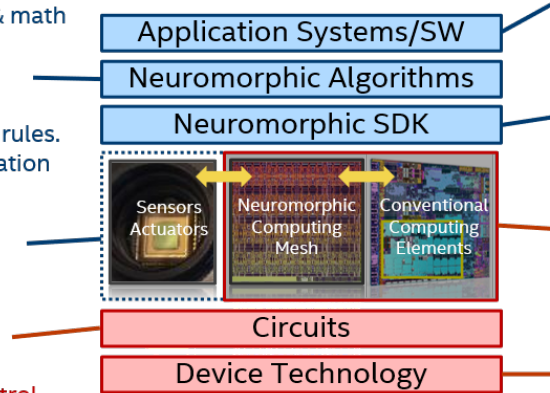 & math
Application Systems/SW
Neuromorphic Algorithms
rules.
Neuromorphic SDK
ation
Sensors
Actuators
Neuromorphic
Computing
Mesh
Conventional
Computing
Elements
Circuits
Device Technology
trol